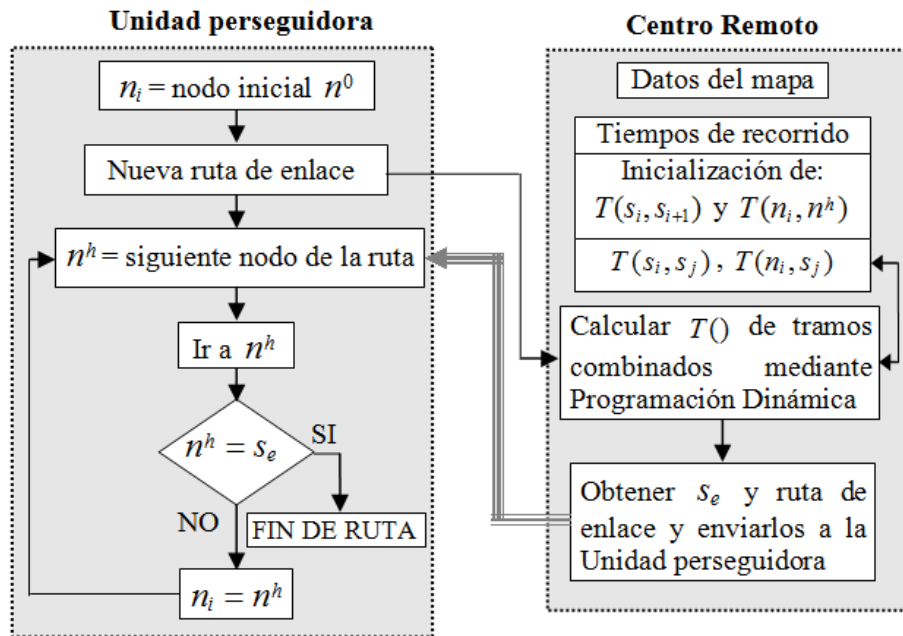 Unidad perseguidora
n_i = nodo inicial n^0
Nueva ruta de enlace
n^h = siguiente nodo de la ruta
Ir a n^h
n^h = s_e
SI
NO
FIN DE RUTA
n_i = n^h
Centro Remoto
Datos del mapa
Tiempos de recorrido
Inicialización de:
T(s_i, s_{i+1}) y T(n_i, n^h)
T(s_i, s_j) , T(n_i, s_j)
Calcular T() de tramos
combinados mediante
Programación Dinámica
Obtener s_e y ruta de
enlace y enviarlos a la
Unidad perseguidora